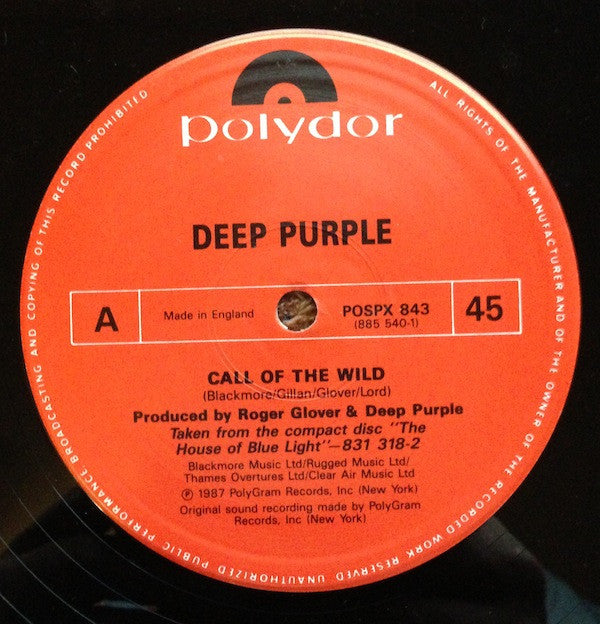 polydor
DEEP PURPLE
A
Made in England
POSPX 843
(885 540-1)
45
CALL OF THE WILD
(Blackmore/Gillan/Glover/Lord)
Produced by Roger Glover & Deep Purple
Taken from the compact disc "The
House of Blue Light"—831 318-2
Blackmore Music Ltd/Rugged Music Ltd/
Thames Overtures Ltd/Clear Air Music Ltd
℗ 1987 PolyGram Records, Inc (New York)
Original sound recording made by PolyGram
Records, Inc (New York)
ALL RIGHTS OF THE MANUFACTURER AND OF THE OWNER OF THE RECORDED WORK RESERVED UNAUTHORIZED PUBLIC PERFORMANCE BROADCASTING AND COPYING OF THIS RECORD PROHIBITED